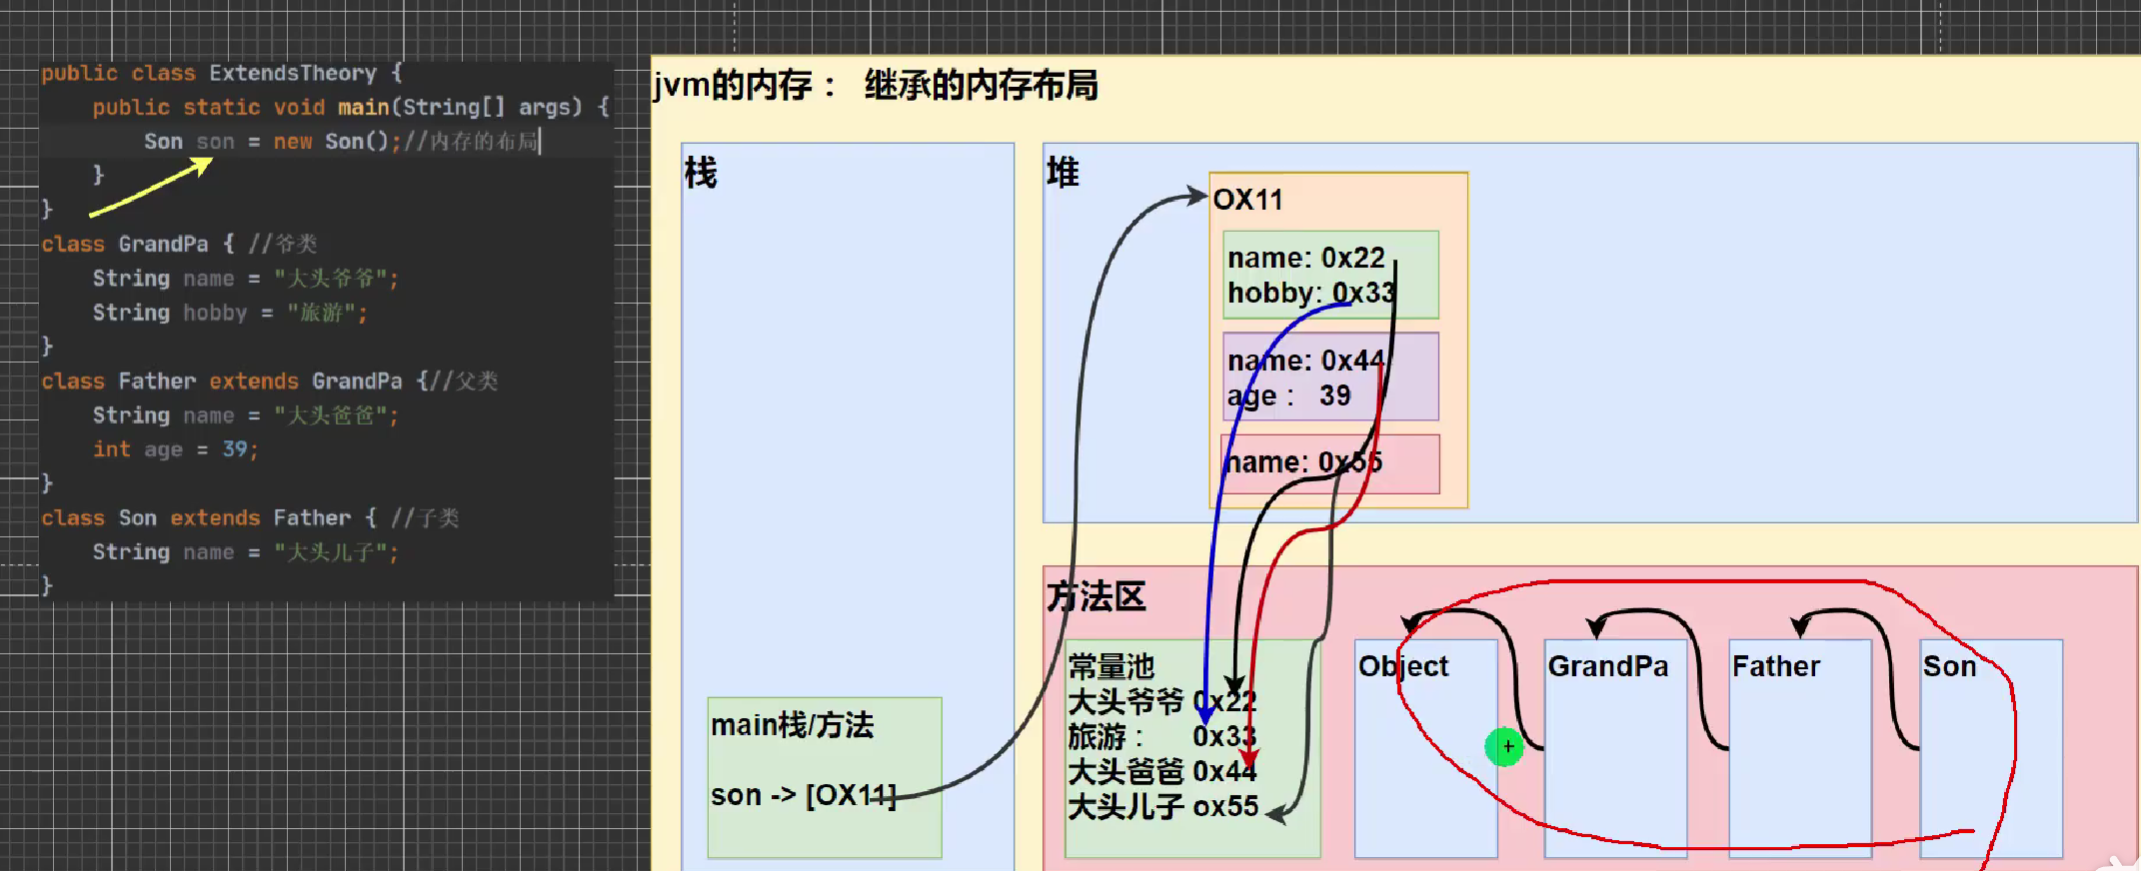 public class ExtendsTheory {
public static void main(String[] args) {
Son son = new Son();//内存的布局
}
}
class GrandPa { //爷类
String name = "大头爷爷";
String hobby = "旅游";
}
class Father extends GrandPa {//父类
String name = "大头爸爸";
int age = 39;
}
class Son extends Father { //子类
String name = "大头儿子";
}
jvm的内存： 继承的内存布局
栈
main栈/方法
son -> [OX11]
堆
OX11
name: 0x22
hobby: 0x33
name: 0x44
age： 39
name: 0x55
方法区
常量池
大头爷爷 0x22
旅游： 0x33
大头爸爸 0x44
大头儿子 ox55
Object
GrandPa
Father
Son